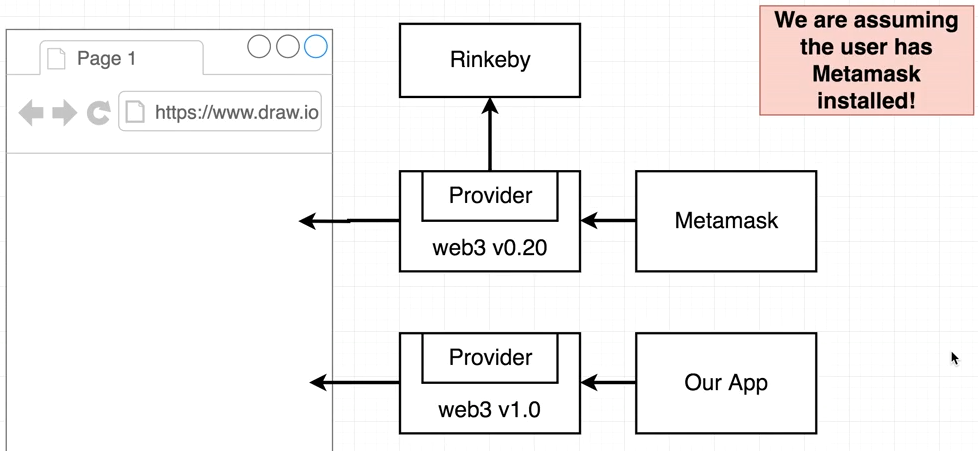 Page 1
https://www.draw.io
Rinkeby
We are assuming
the user has
Metamask
installed!
Provider
web3 v0.20
Metamask
Provider
web3 v1.0
Our App